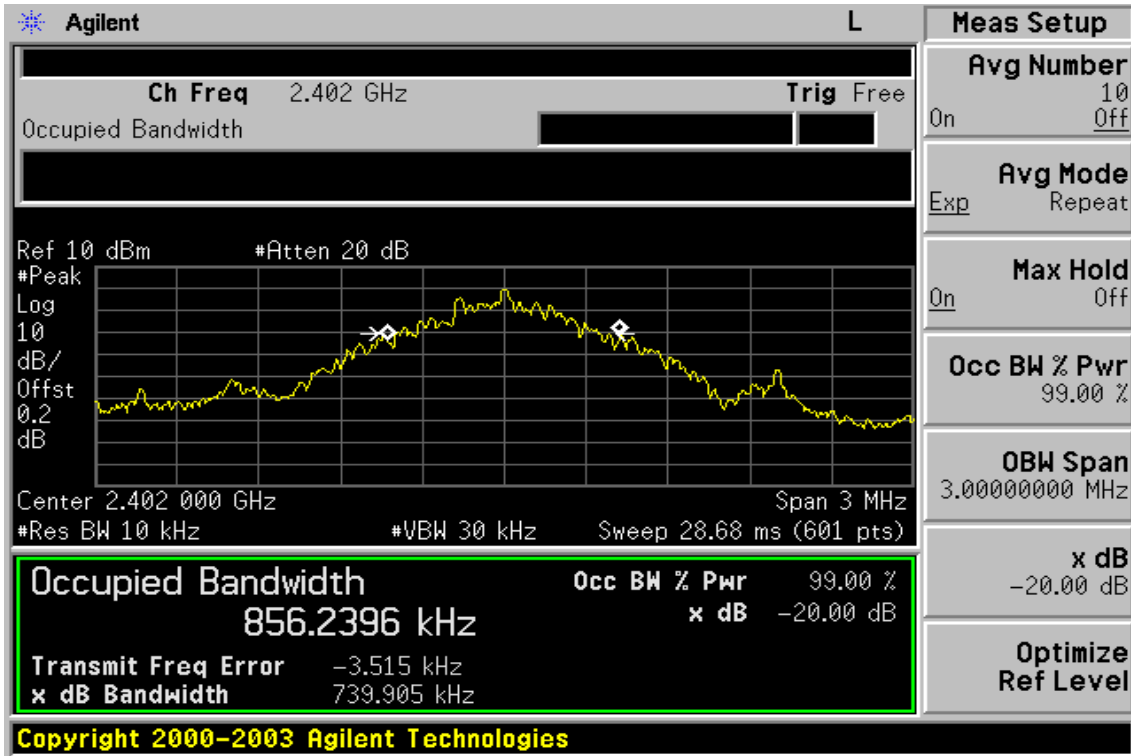 Agilent L
Ch Freq 2.402 GHz Trig Free
Occupied Bandwidth
Ref 10 dBm #Atten 20 dB
#Peak
Log
10
dB/
Offst
0.2
dB
Center 2.402 000 GHz Span 3 MHz
#Res BW 10 kHz #VBW 30 kHz Sweep 28.68 ms (601 pts)
Occupied Bandwidth
856.2396 kHz
Occ BW % Pwr 99.00 %
x dB -20.00 dB
Transmit Freq Error -3.515 kHz
x dB Bandwidth 739.905 kHz
Copyright 2000-2003 Agilent Technologies
Meas Setup
Avg Number
10
On Off
Avg Mode
Exp Repeat
Max Hold
On Off
Occ BW % Pwr
99.00 %
OBW Span
3.00000000 MHz
x dB
-20.00 dB
Optimize
Ref Level